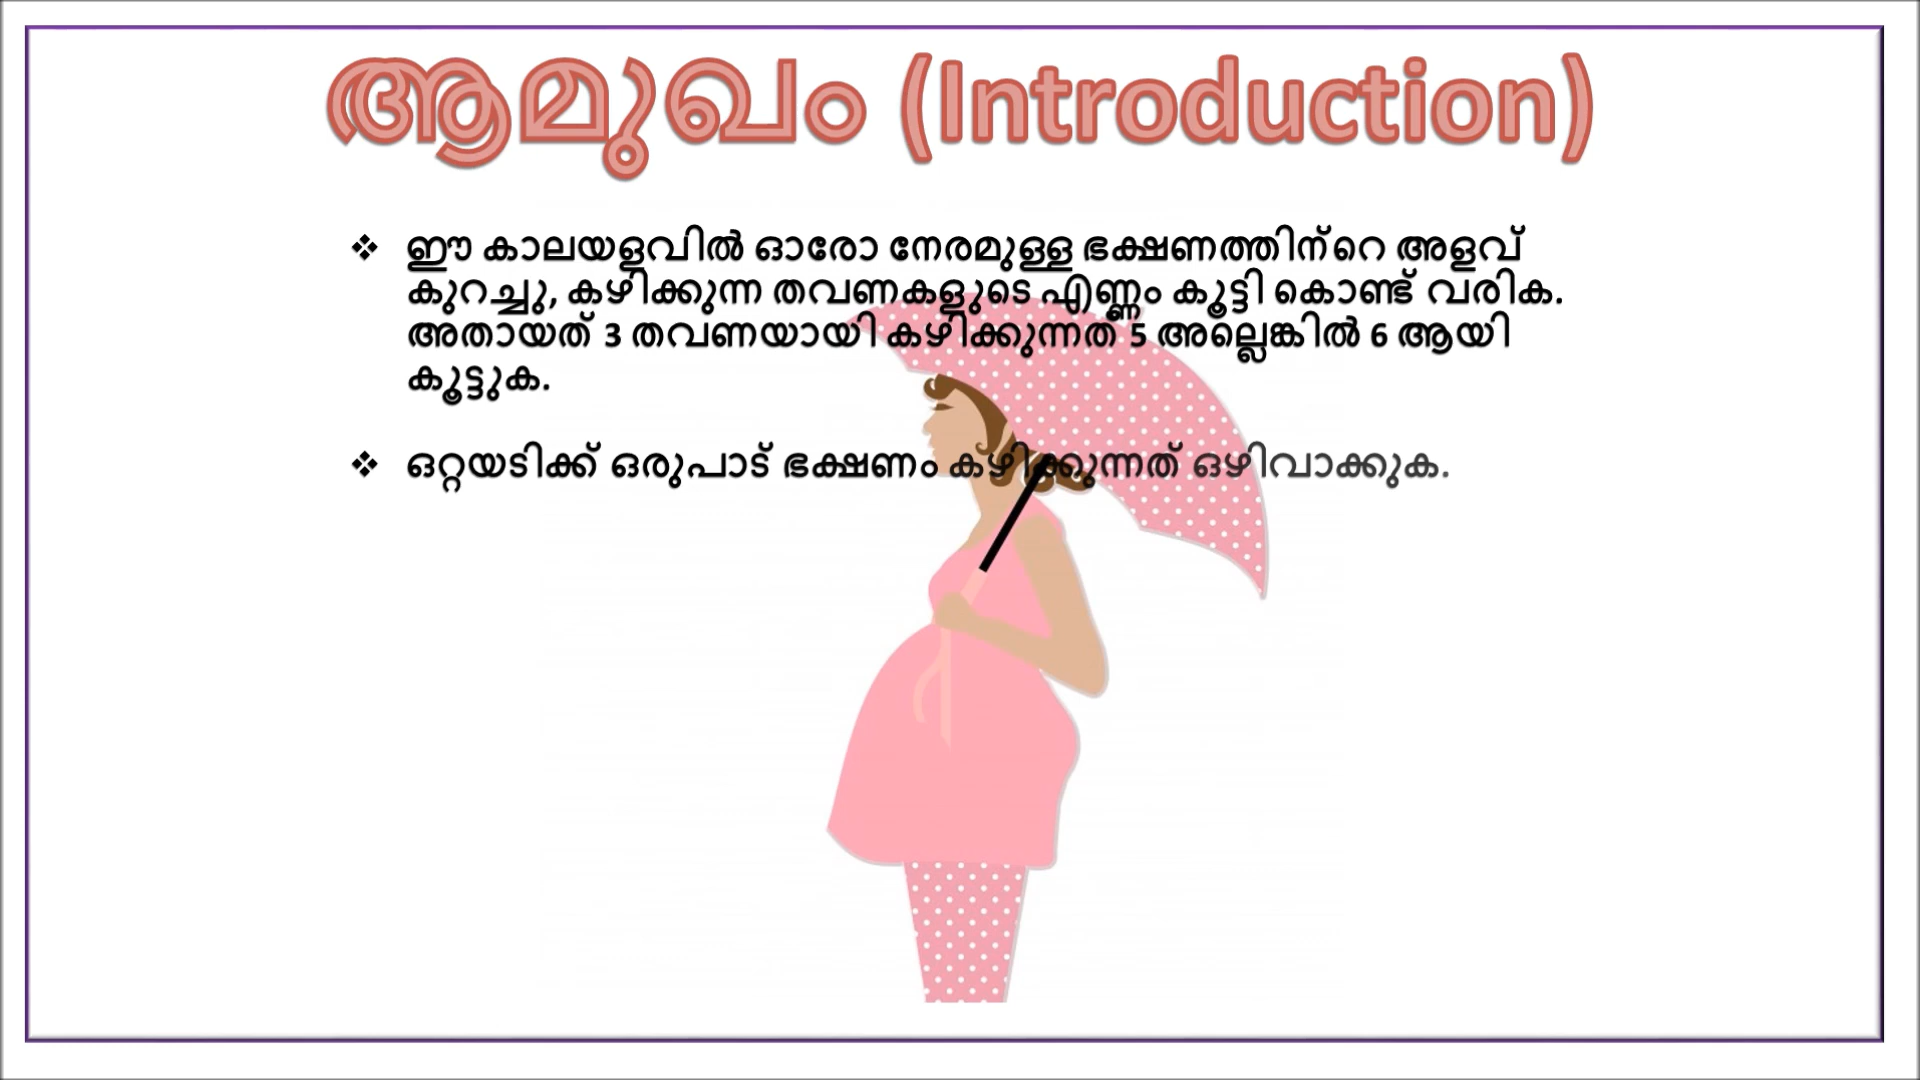 ആമുഖം (Introduction)
❖ ഈ കാലയളവിൽ ഓരോ നേരമുള്ള ഭക്ഷണത്തിന്റെ അളവ്
കുറച്ചു, കഴിക്കുന്ന തവണകളുടെ എണ്ണം കൂട്ടി കൊണ്ട് വരിക.
അതായത് 3 തവണയായി കഴിക്കുന്നത് 5 അല്ലെങ്കിൽ 6 ആയി
കൂട്ടുക.
❖ ഒറ്റയടിക്ക് ഒരുപാട് ഭക്ഷണം കഴിക്കുന്നത് ഒഴിവാക്കുക.